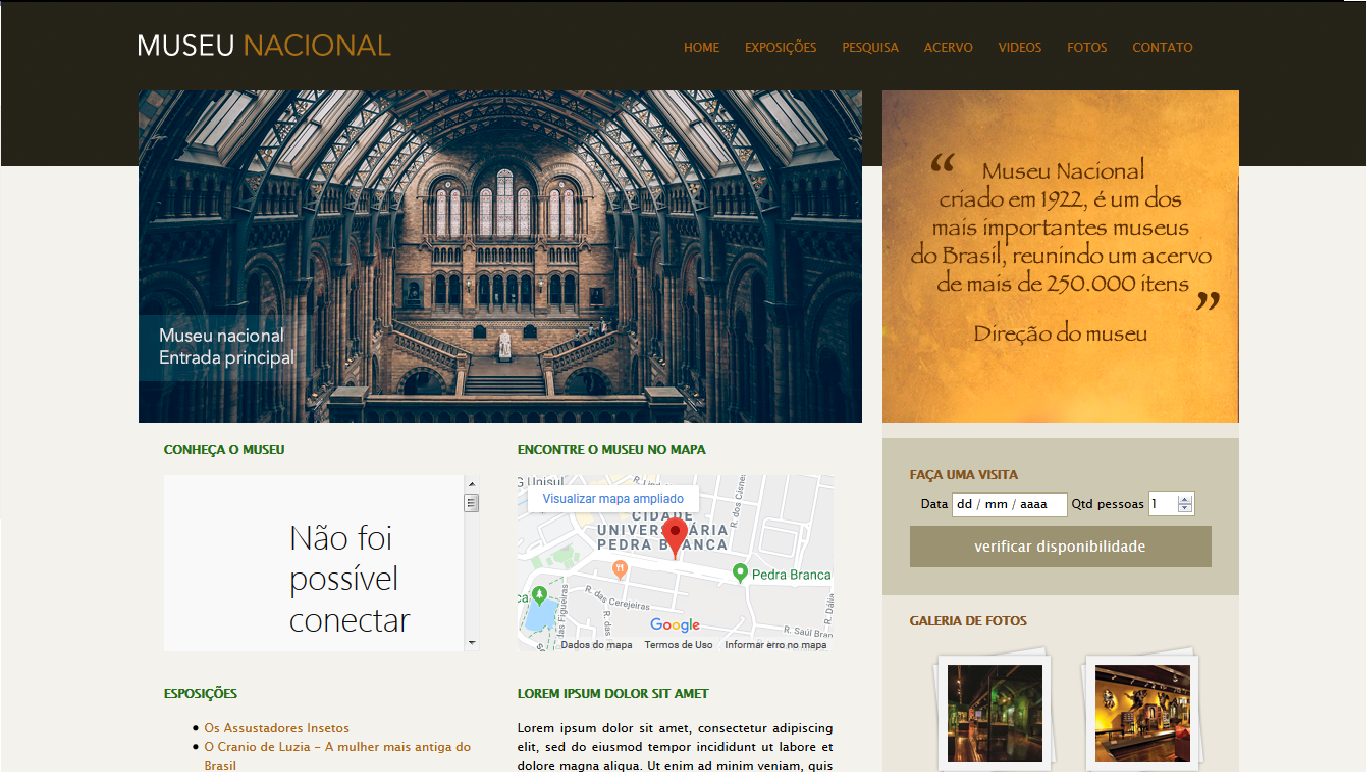 MUSEU NACIONAL
HOME EXPOSIÇÕES PESQUISA ACERVO VIDEOS FOTOS CONTATO
Museu nacional
Entrada principal
“ Museu Nacional
criado em 1922, é um dos
mais importantes museus
do Brasil, reunindo um acervo
de mais de 250.000 itens ”
Direção do museu
CONHEÇA O MUSEU
Não foi
possível
conectar
ENCONTRE O MUSEU NO MAPA
G Unisul
Visualizar mapa ampliado
CIDADE
UNIVERSITÁRIA
PEDRA BRANCA
R. dos Cisnes
Pedra Branca
R. das Cerejeiras
R. das Figueiras
R. dos
R. Dália
R. Saúl Bran
Google
Dados do mapa Termos de Uso Informar erro no mapa
FAÇA UMA VISITA
Data dd / mm / aaaa Qtd pessoas 1
verificar disponibilidade
GALERIA DE FOTOS
ESPOSIÇÕES
Os Assustadores Insetos
O Cranio de Luzia - A mulher mais antiga do
Brasil
LOREM IPSUM DOLOR SIT AMET
Lorem ipsum dolor sit amet, consectetur adipiscing
elit, sed do eiusmod tempor incididunt ut labore et
dolore magna aliqua. Ut enim ad minim veniam, quis